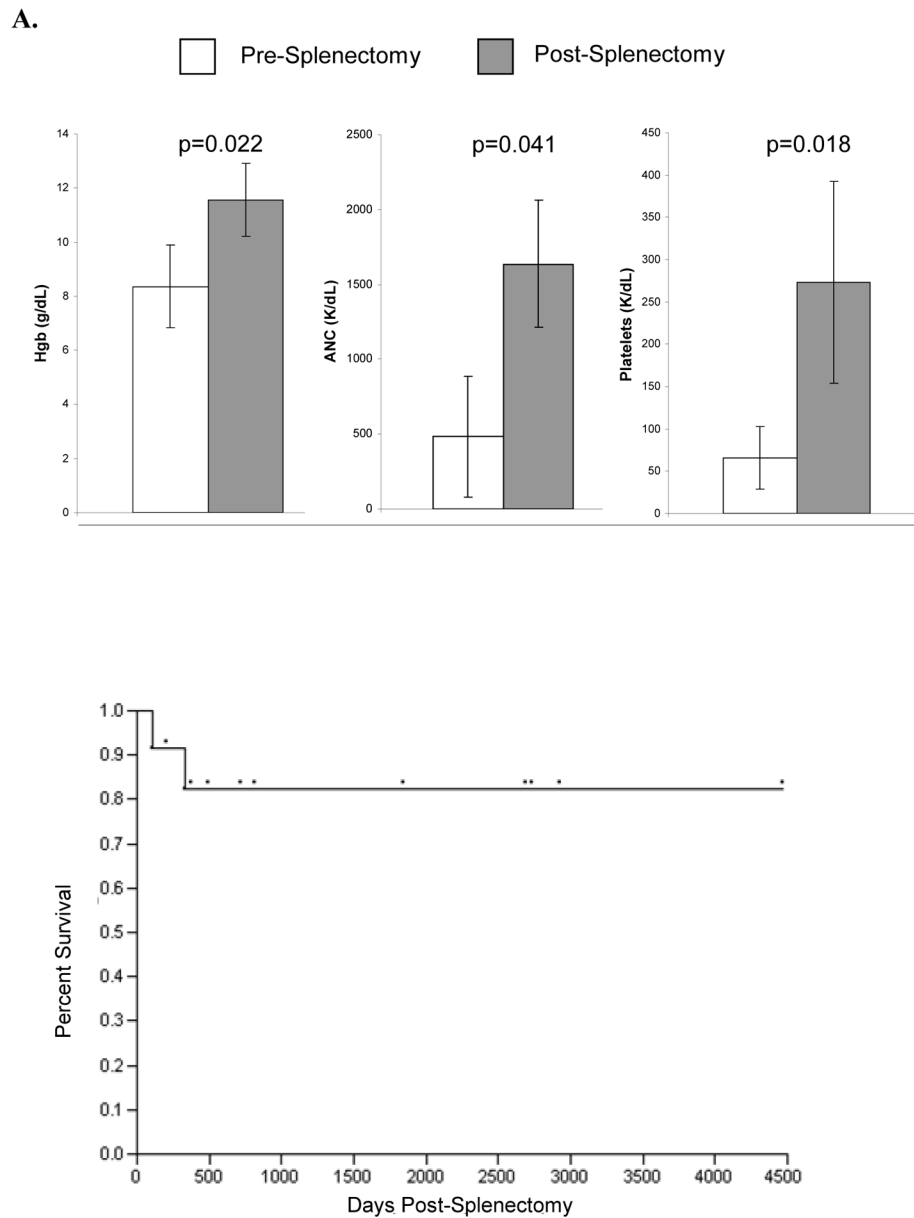 A.
Pre-Splenectomy
Post-Splenectomy
p=0.022
14
12
10
8
6
4
2
0
Hgb (g/dL)
p=0.041
2500
2000
1500
1000
500
0
ANC (K/dL)
p=0.018
450
400
350
300
250
200
150
100
50
0
Platelets (K/dL)
1.0
0.9
0.8
0.7
0.6
0.5
0.4
0.3
0.2
0.1
0.0
Percent Survival
0 500 1000 1500 2000 2500 3000 3500 4000 4500
Days Post-Splenectomy